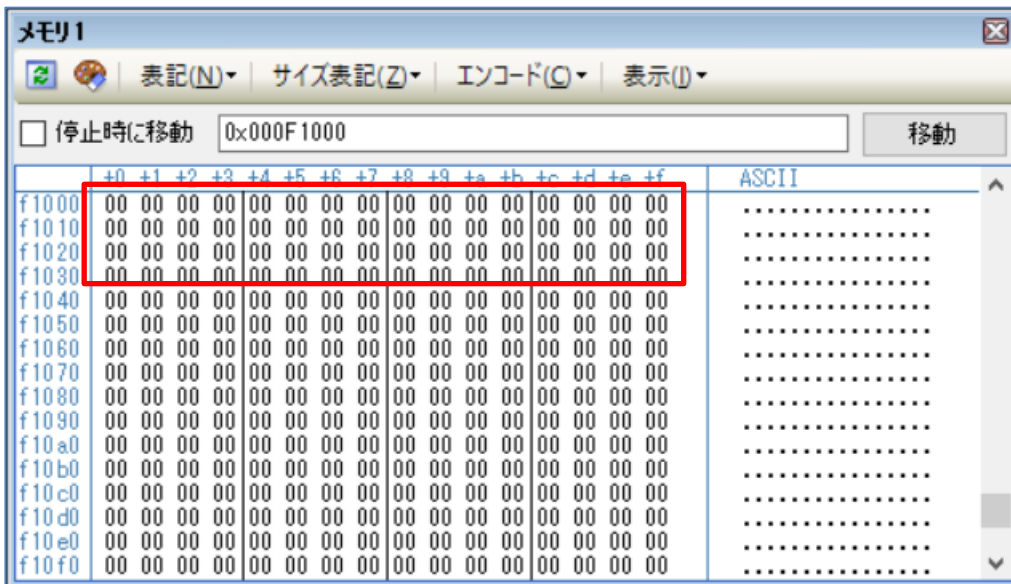 メモリ1
表記(N) サイズ表記(Z) エンコード(C) 表示(I)
停止時に移動 0x000F1000 移動
+0 +1 +2 +3 +4 +5 +6 +7 +8 +9 +a +b +c +d +e +f ASCII
f1000 00 00 00 00 00 00 00 00 00 00 00 00 00 00 00 00 ................
f1010 00 00 00 00 00 00 00 00 00 00 00 00 00 00 00 00 ................
f1020 00 00 00 00 00 00 00 00 00 00 00 00 00 00 00 00 ................
f1030 00 00 00 00 00 00 00 00 00 00 00 00 00 00 00 00 ................
f1040 00 00 00 00 00 00 00 00 00 00 00 00 00 00 00 00 ................
f1050 00 00 00 00 00 00 00 00 00 00 00 00 00 00 00 00 ................
f1060 00 00 00 00 00 00 00 00 00 00 00 00 00 00 00 00 ................
f1070 00 00 00 00 00 00 00 00 00 00 00 00 00 00 00 00 ................
f1080 00 00 00 00 00 00 00 00 00 00 00 00 00 00 00 00 ................
f1090 00 00 00 00 00 00 00 00 00 00 00 00 00 00 00 00 ................
f10a0 00 00 00 00 00 00 00 00 00 00 00 00 00 00 00 00 ................
f10b0 00 00 00 00 00 00 00 00 00 00 00 00 00 00 00 00 ................
f10c0 00 00 00 00 00 00 00 00 00 00 00 00 00 00 00 00 ................
f10d0 00 00 00 00 00 00 00 00 00 00 00 00 00 00 00 00 ................
f10e0 00 00 00 00 00 00 00 00 00 00 00 00 00 00 00 00 ................
f10f0 00 00 00 00 00 00 00 00 00 00 00 00 00 00 00 00 ................